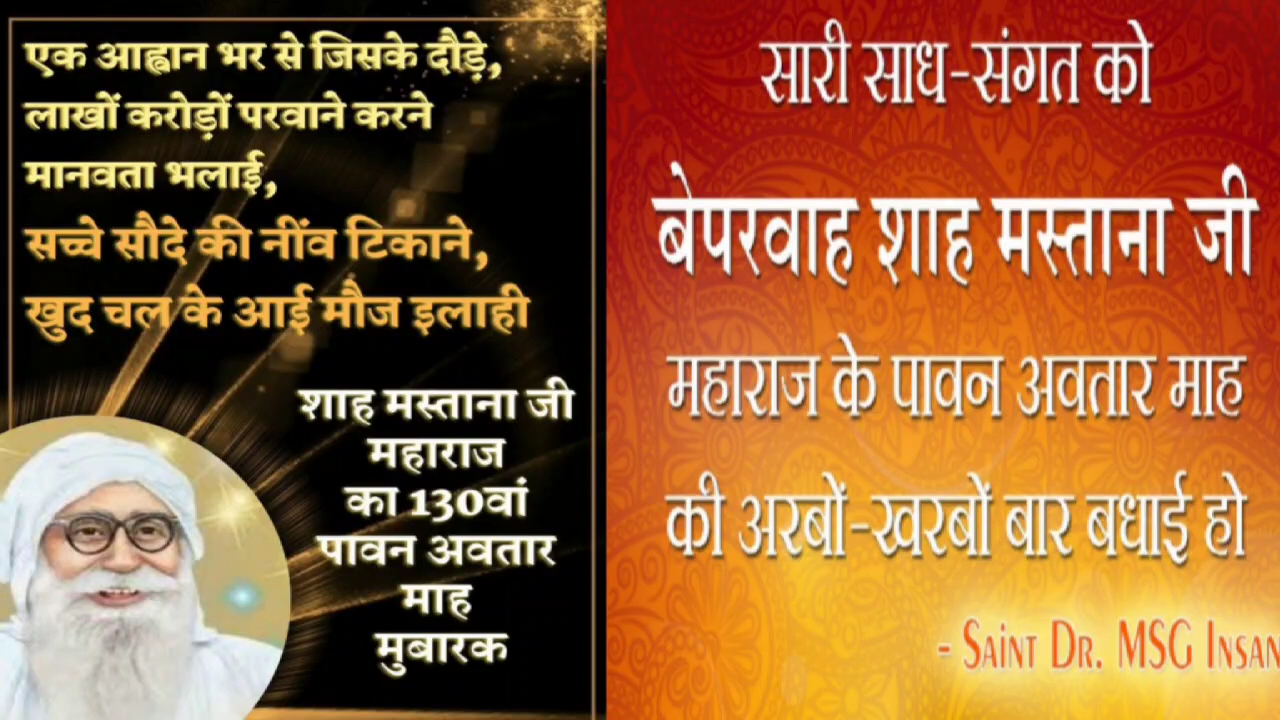 एक आह्वान भर से जिसके दौड़े,
लाखों करोड़ों परवाने करने
मानवता भलाई,
सच्चे सौदे की नींव टिकाने,
खुद चल के आई मौज इलाही
शाह मस्ताना जी
महाराज
का 130वां
पावन अवतार
माह
मुबारक
सारी साध-संगत को
बेपरवाह शाह मस्ताना जी
महाराज के पावन अवतार माह
की अरबों-खरबों बार बधाई हो
- SAINT DR. MSG INSAN